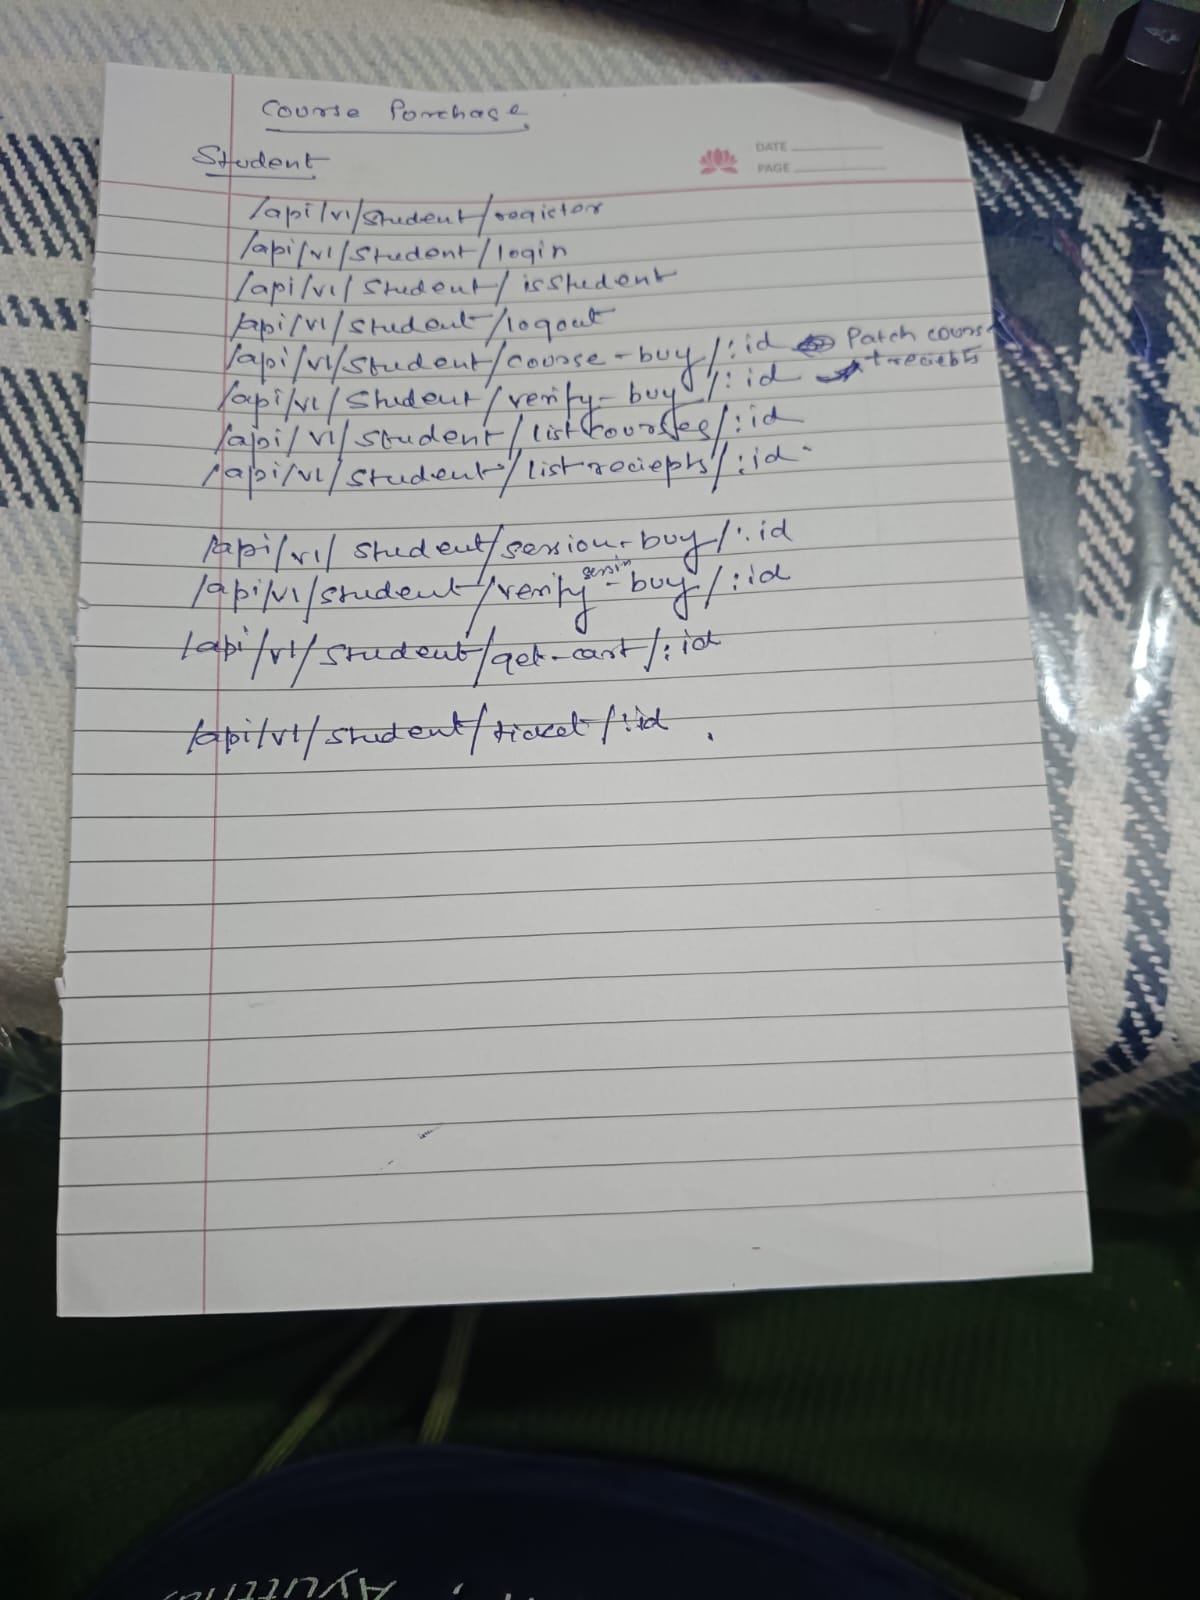 Course Porchase
Student
DATE
PAGE
/api/v1/student/register
/api/v1/student/login
/api/v1/student/isstudent
/api/v1/student/logout
/api/v1/student/course-buy/:id Patch course
/api/v1/student/verify-buy/:id + reciepts
/api/v1/student/listcourses/:id
/api/v1/student/listreciepts/:id
/api/v1/student/session-buy/:id
/api/v1/student/verify session-buy/:id
/api/v1/student/get-cart/:id
/api/v1/student/ticket/:id